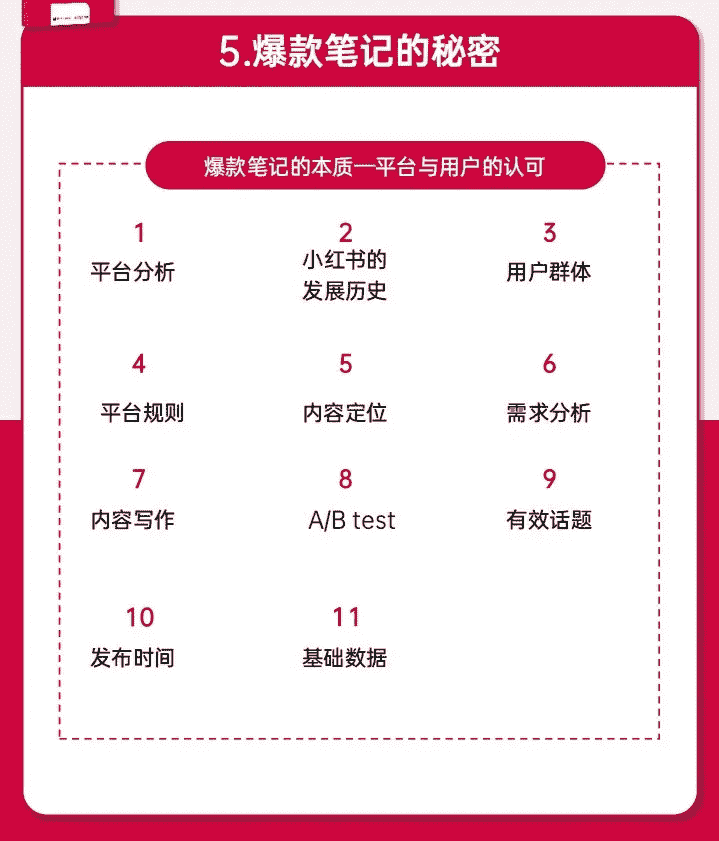 5.爆款笔记的秘密
爆款笔记的本质—平台与用户的认可
1
平台分析
2
小红书的
发展历史
3
用户群体
4
平台规则
5
内容定位
6
需求分析
7
内容写作
8
A/B test
9
有效话题
10
发布时间
11
基础数据